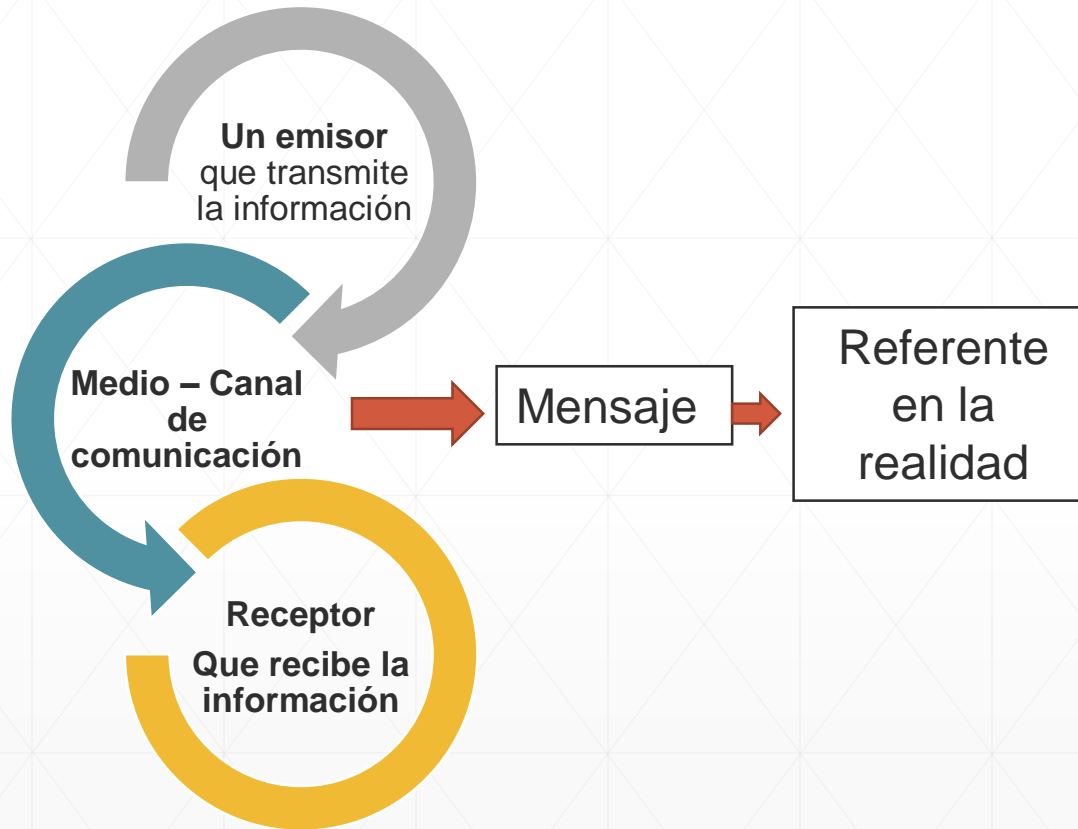 Un emisor
que transmite
la información
Medio – Canal
de
comunicación
Mensaje
Referente
en la
realidad
Receptor
Que recibe la
información